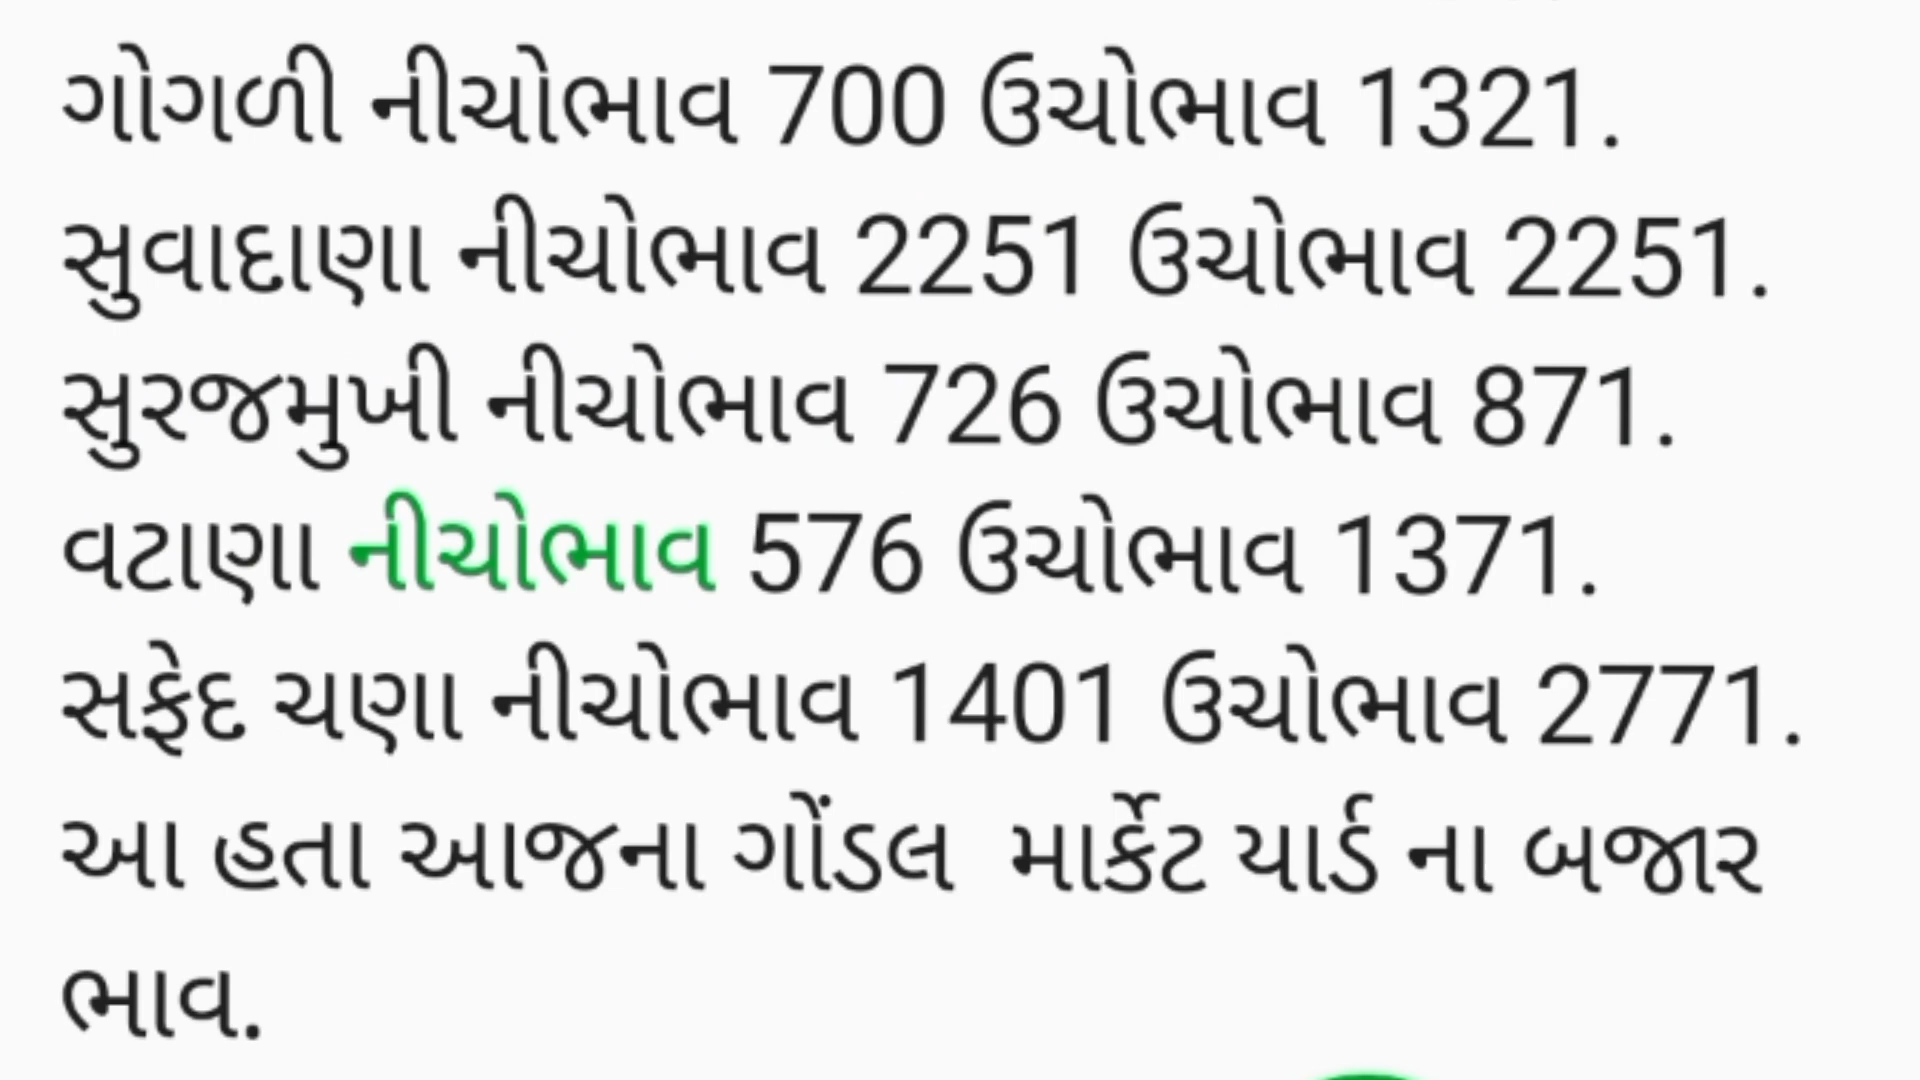 ગોગળી નીચોભાવ 700 ઉચોભાવ 1321.
સુવાદાણા નીચોભાવ 2251 ઉચોભાવ 2251.
સુરજમુખી નીચોભાવ 726 ઉચોભાવ 871.
વટાણા નીચોભાવ 576 ઉચોભાવ 1371.
સફેદ ચણા નીચોભાવ 1401 ઉચોભાવ 2771.
આ હતા આજના ગોંડલ  માર્કેટ યાર્ડ ના બજાર
ભાવ.